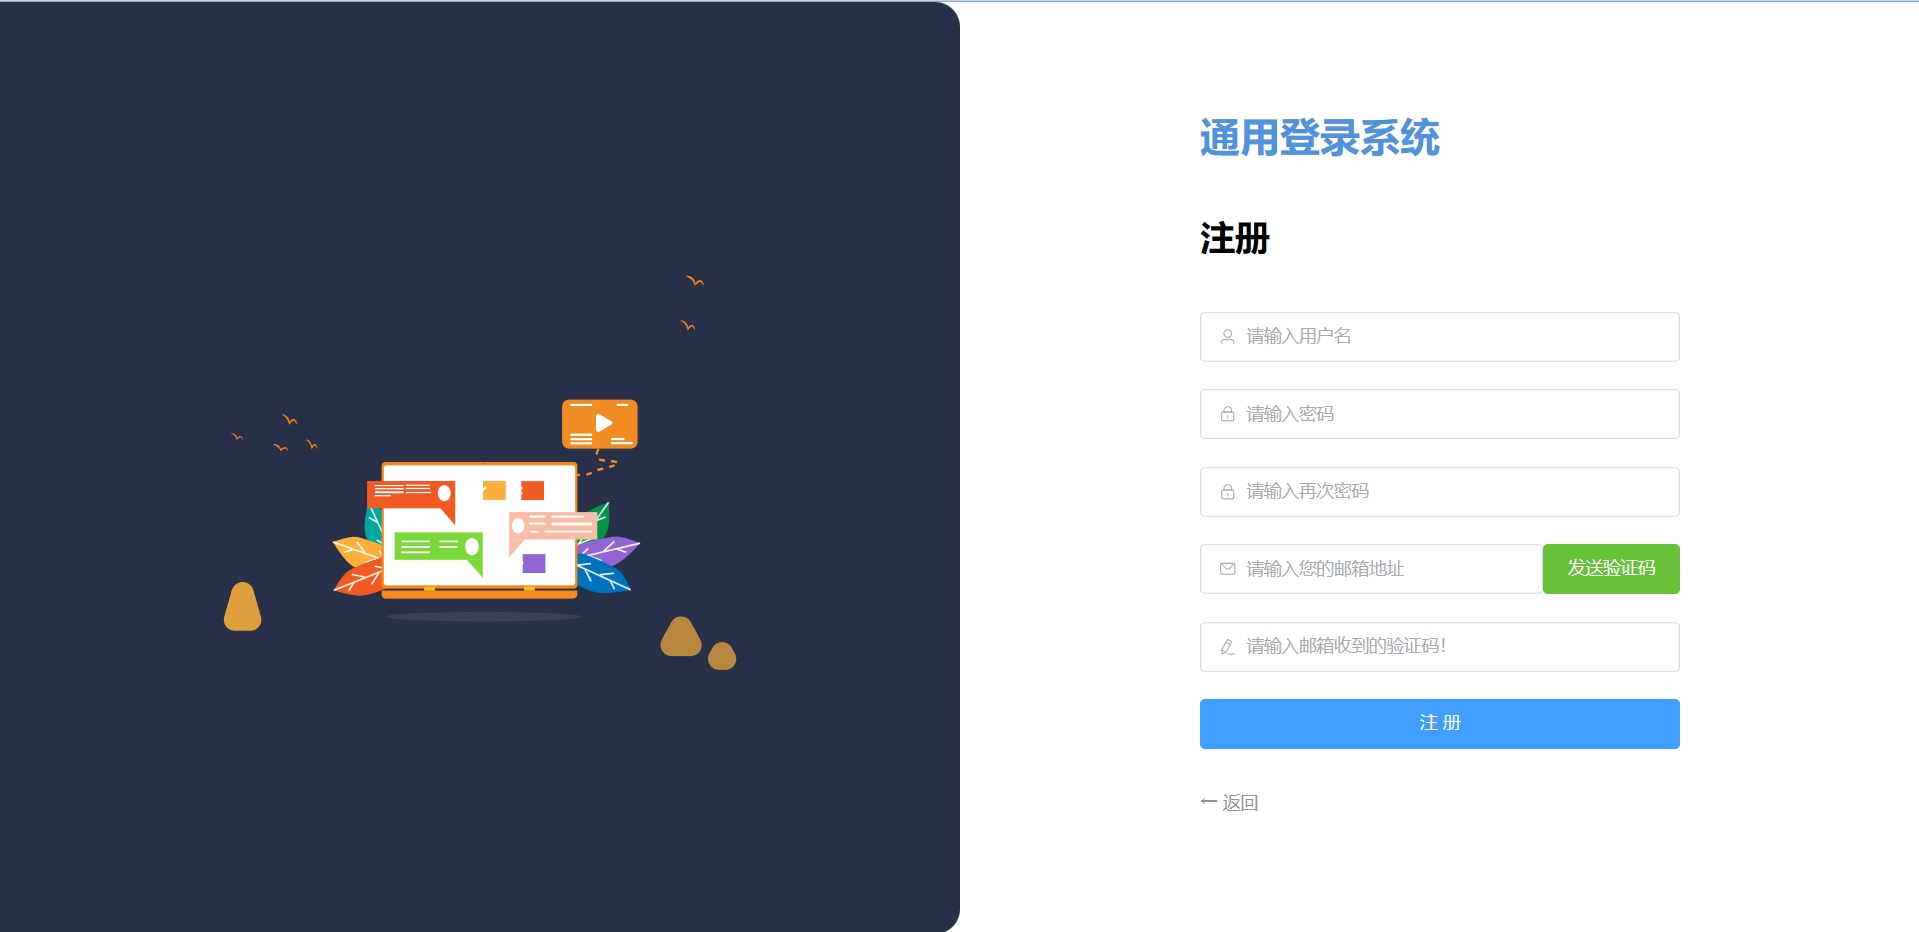 通用登录系统
注册
请输入用户名
请输入密码
请输入再次密码
请输入您的邮箱地址 发送验证码
请输入邮箱收到的验证码!
注 册
← 返回